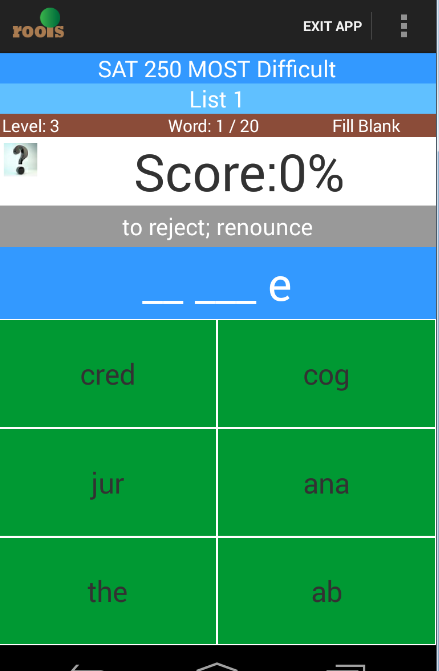 roots EXIT APP
SAT 250 MOST Difficult
List 1
Level: 3 Word: 1 / 20 Fill Blank
Score:0%
to reject; renounce
__ ___ e
cred cog
jur ana
the ab